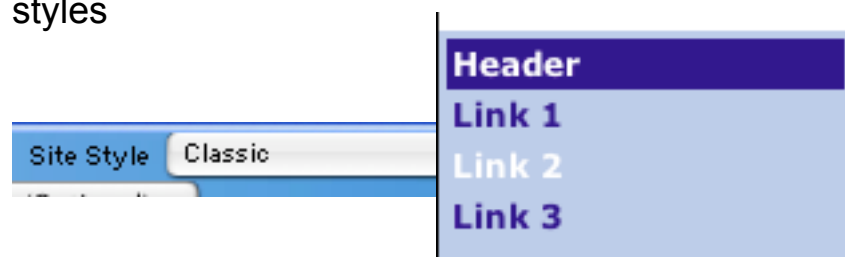 styles
Site Style Classic
Header
Link 1
Link 2
Link 3